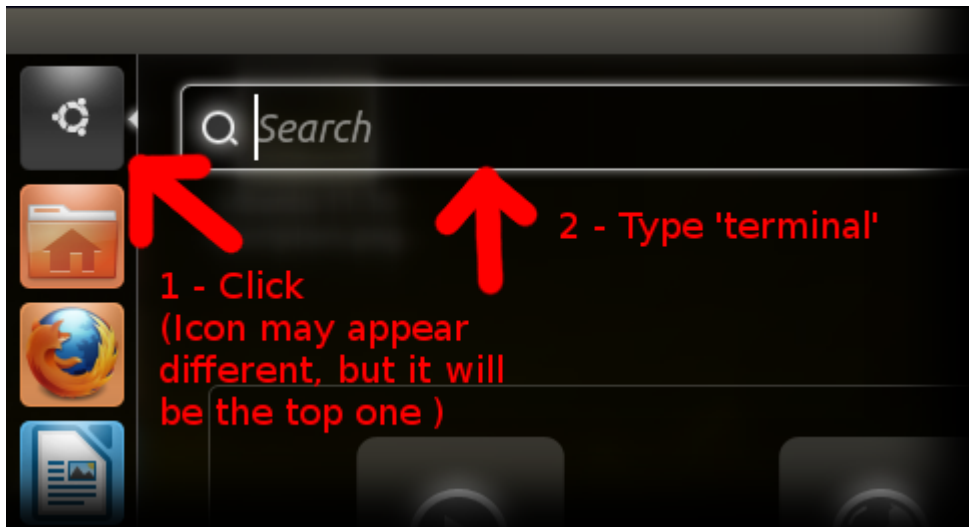 Search
2 - Type 'terminal'
1 - Click
(Icon may appear
different, but it will
be the top one )